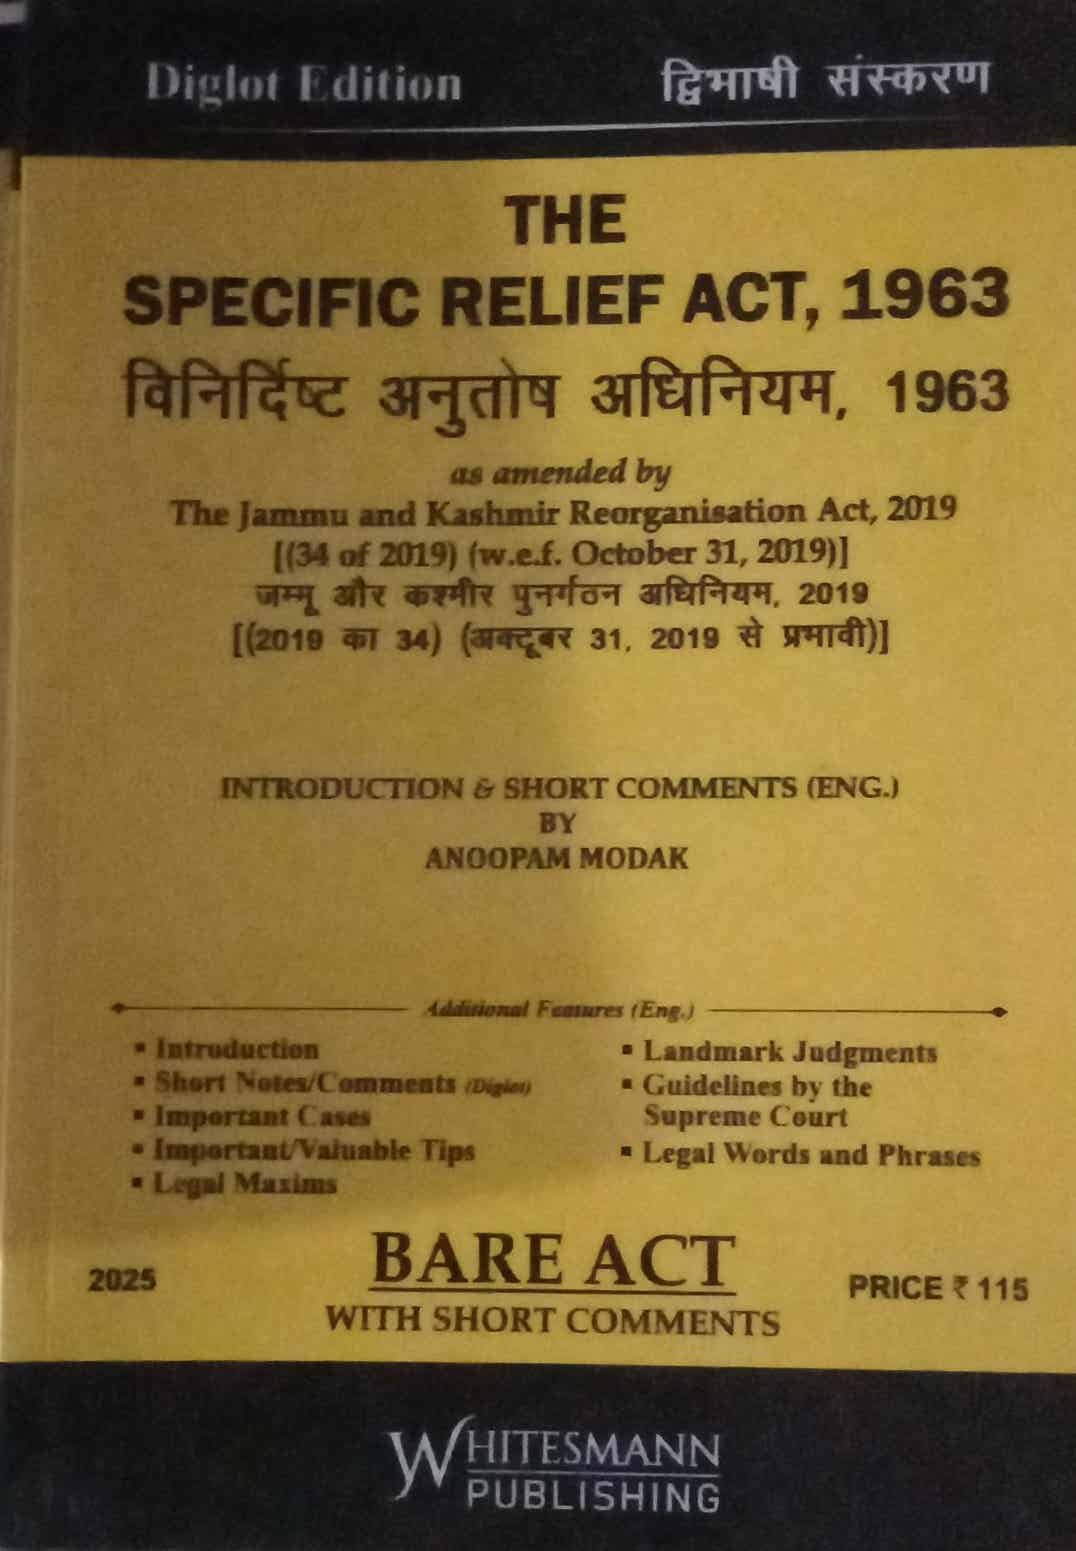 Diglot Edition द्विभाषी संस्करण
THE
SPECIFIC RELIEF ACT, 1963
विनिर्दिष्ट अनुतोष अधिनियम, 1963
as amended by
The Jammu and Kashmir Reorganisation Act, 2019
[(34 of 2019) (w.e.f. October 31, 2019)]
जम्मू और कश्मीर पुनर्गठन अधिनियम, 2019
[(2019 का 34) (अक्टूबर 31, 2019 से प्रभावी)]
INTRODUCTION & SHORT COMMENTS (ENG.)
BY
ANOOPAM MODAK
Additional Features (Eng.)
▪ Introduction
▪ Short Notes/Comments (Diglot)
▪ Important Cases
▪ Important/Valuable Tips
▪ Legal Maxims
▪ Landmark Judgments
▪ Guidelines by the
Supreme Court
▪ Legal Words and Phrases
BARE ACT
2025
PRICE ₹ 115
WITH SHORT COMMENTS
WHITESMANN
PUBLISHING